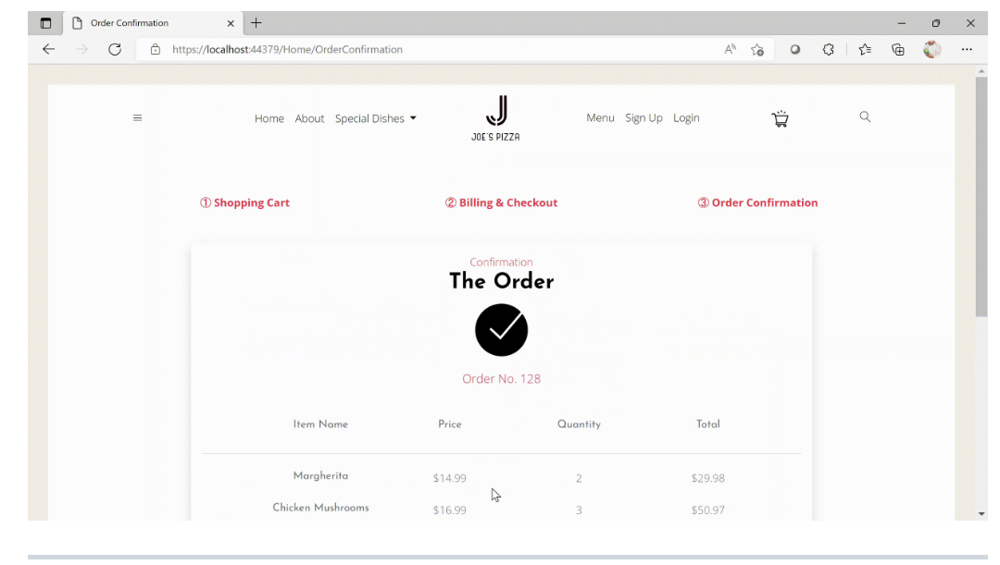 Order Confirmation
https://localhost:44379/Home/OrderConfirmation
Home About Special Dishes
JOE'S PIZZA
Menu Sign Up Login
① Shopping Cart
② Billing & Checkout
③ Order Confirmation
Confirmation
The Order
Order No. 128
Item Name Price Quantity Total
Margherita $14.99 2 $29.98
Chicken Mushrooms $16.99 3 $50.97